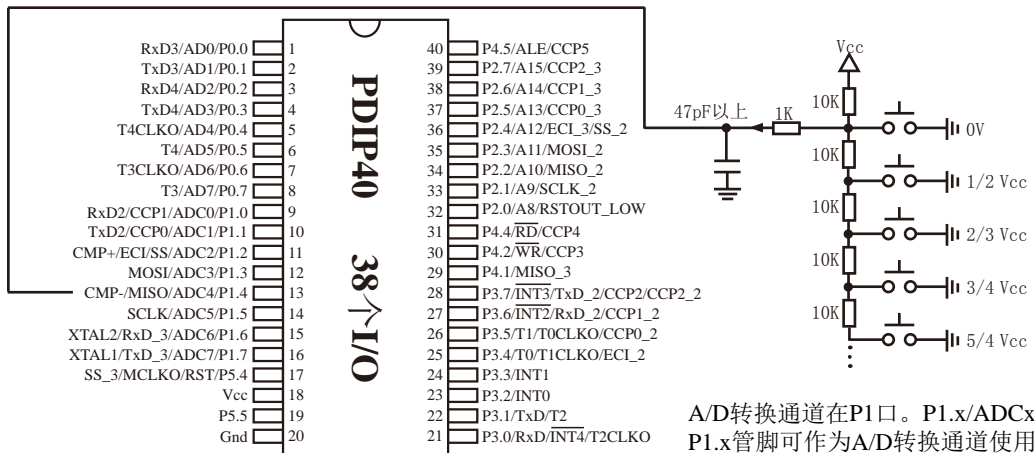 RxD3/AD0/P0.0 1
TxD3/AD1/P0.1 2
RxD4/AD2/P0.2 3
TxD4/AD3/P0.3 4
T4CLKO/AD4/P0.4 5
T4/AD5/P0.5 6
T3CLKO/AD6/P0.6 7
T3/AD7/P0.7 8
RxD2/CCP1/ADC0/P1.0 9
TxD2/CCP0/ADC1/P1.1 10
CMP+/ECI/SS/ADC2/P1.2 11
MOSI/ADC3/P1.3 12
CMP-/MISO/ADC4/P1.4 13
SCLK/ADC5/P1.5 14
XTAL2/RxD_3/ADC6/P1.6 15
XTAL1/TxD_3/ADC7/P1.7 16
SS_3/MCLKO/RST/P5.4 17
Vcc 18
P5.5 19
Gnd 20
PDIP40 38个I/O
40 P4.5/ALE/CCP5
39 P2.7/A15/CCP2_3
38 P2.6/A14/CCP1_3
37 P2.5/A13/CCP0_3
36 P2.4/A12/ECI_3/SS_2
35 P2.3/A11/MOSI_2
34 P2.2/A10/MISO_2
33 P2.1/A9/SCLK_2
32 P2.0/A8/RSTOUT_LOW
31 P4.4/RD/CCP4
30 P4.2/WR/CCP3
29 P4.1/MISO_3
28 P3.7/INT3/TxD_2/CCP2/CCP2_2
27 P3.6/INT2/RxD_2/CCP1_2
26 P3.5/T1/T0CLKO/CCP0_2
25 P3.4/T0/T1CLKO/ECI_2
24 P3.3/INT1
23 P3.2/INT0
22 P3.1/TxD/T2
21 P3.0/RxD/INT4/T2CLKO
Vcc
10K
47pF以上
1K
0V
10K
1/2 Vcc
10K
2/3 Vcc
10K
3/4 Vcc
10K
5/4 Vcc
A/D转换通道在P1口。P1.x/ADCx
P1.x管脚可作为A/D转换通道使用